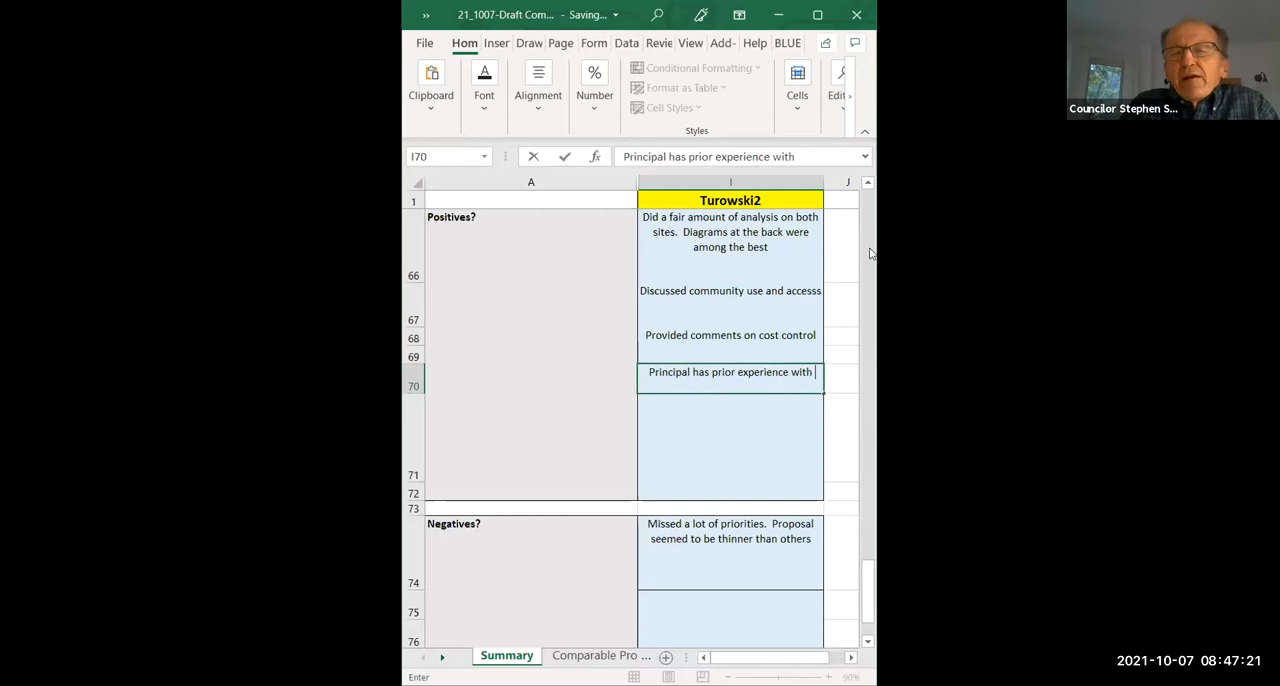 ›› 21_1007-Draft Com... - Saving...
File Hom Inser Draw Page Form Data Revie View Add- Help BLUE
Clipboard Font Alignment % Number Conditional Formatting Format as Table Cell Styles Styles Cells Edit
I70 fx Principal has prior experience with
A I J
1 Turowski2
Positives?
Did a fair amount of analysis on both
sites. Diagrams at the back were
among the best
66
Discussed community use and accesss
67
Provided comments on cost control
68
69
Principal has prior experience with
70
71
72
73
Negatives?
Missed a lot of priorities. Proposal
seemed to be thinner than others
74
75
76
Summary Comparable Pro ...
Enter 90%
Councilor Stephen S...
2021-10-07 08:47:21